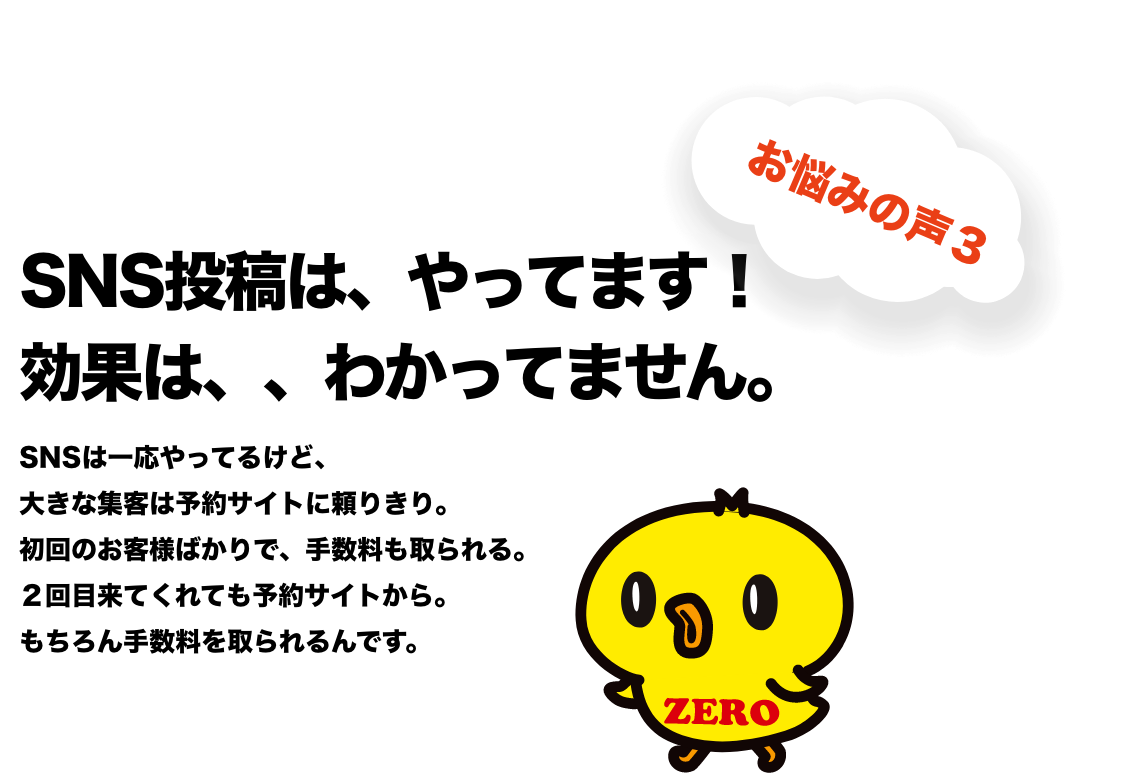 お悩みの声３
SNS投稿は、やってます！
効果は、、わかってません。
SNSは一応やってるけど、
大きな集客は予約サイトに頼りきり。
初回のお客様ばかりで、手数料も取られる。
２回目来てくれても予約サイトから。
もちろん手数料を取られるんです。
ZERO